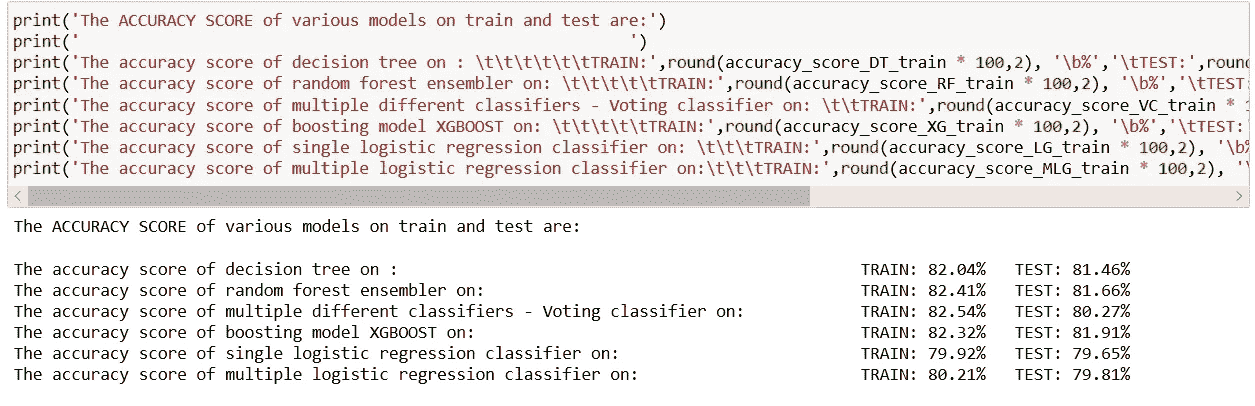 print('The ACCURACY SCORE of various models on train and test are:')
print('                                                         ')
print('The accuracy score of decision tree on : \t\t\t\t\t\tTRAIN:',round(accuracy_score_DT_train * 100,2), '\b%','\tTEST:',round
print('The accuracy score of random forest ensembler on: \t\t\t\t\tTRAIN:',round(accuracy_score_RF_train * 100,2), '\b%','\tTEST:
print('The accuracy score of multiple different classifiers - Voting classifier on: \t\tTRAIN:',round(accuracy_score_VC_train * 1
print('The accuracy score of boosting model XGBOOST on: \t\t\t\t\tTRAIN:',round(accuracy_score_XG_train * 100,2), '\b%','\tTEST:
print('The accuracy score of single logistic regression classifier on: \t\t\tTRAIN:',round(accuracy_score_LG_train * 100,2), '\b%
print('The accuracy score of multiple logistic regression classifier on:\t\t\tTRAIN:',round(accuracy_score_MLG_train * 100,2), '\
The ACCURACY SCORE of various models on train and test are:
The accuracy score of decision tree on : TRAIN: 82.04% TEST: 81.46%
The accuracy score of random forest ensembler on: TRAIN: 82.41% TEST: 81.66%
The accuracy score of multiple different classifiers - Voting classifier on: TRAIN: 82.54% TEST: 80.27%
The accuracy score of boosting model XGBOOST on: TRAIN: 82.32% TEST: 81.91%
The accuracy score of single logistic regression classifier on: TRAIN: 79.92% TEST: 79.65%
The accuracy score of multiple logistic regression classifier on: TRAIN: 80.21% TEST: 79.81%